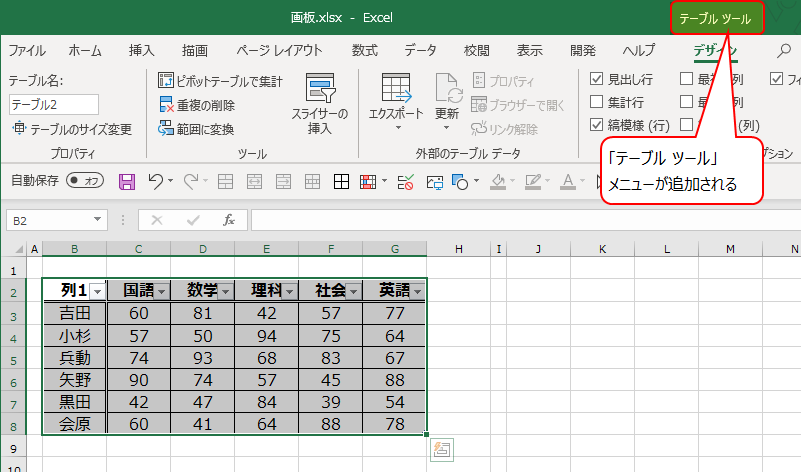 画板.xlsx - Excel
テーブル ツール
ファイル ホーム 挿入 描画 ページ レイアウト 数式 データ 校閲 表示 開発 ヘルプ デザイン
テーブル名:
テーブル2
テーブルのサイズ変更
プロパティ
ピボットテーブルで集計
重複の削除
範囲に変換
スライサーの
挿入
ツール
エクスポート
更新
プロパティ
ブラウザーで開く
リンク解除
外部のテーブル データ
見出し行
集計行
縞模様 (行)
最
列
最
列
(列)
フィ
プション
「テーブル ツール」
メニューが追加される
自動保存 オフ
B2 fx
A B C D E F G H I J K L M N
1
2 列1 国語 数学 理科 社会 英語
3 吉田 60 81 42 57 77
4 小杉 57 50 94 75 64
5 兵動 74 93 68 83 67
6 矢野 90 74 57 45 88
7 黒田 42 47 84 39 54
8 会原 60 41 64 88 78
9
10